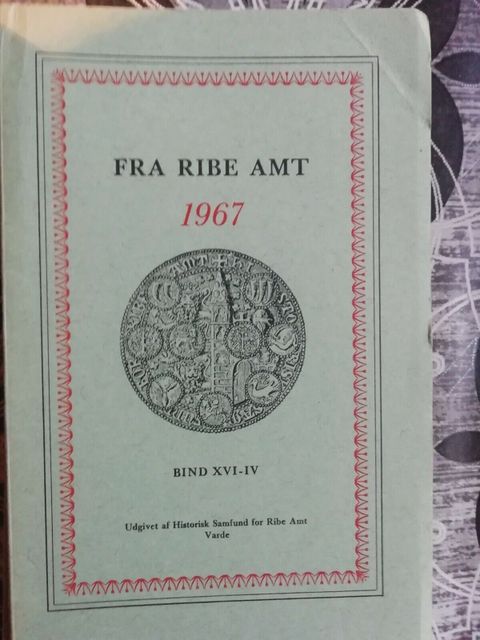 FRA RIBE AMT
1967
BIND XVI-IV
Udgivet af Historisk Samfund for Ribe Amt
Varde